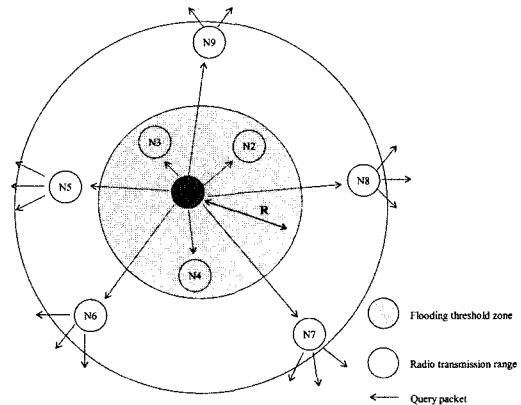 N9
N3
N2
N5
N8
R
N4
N6
N7
Flooding threshold zone
Radio transmission range
Query packet